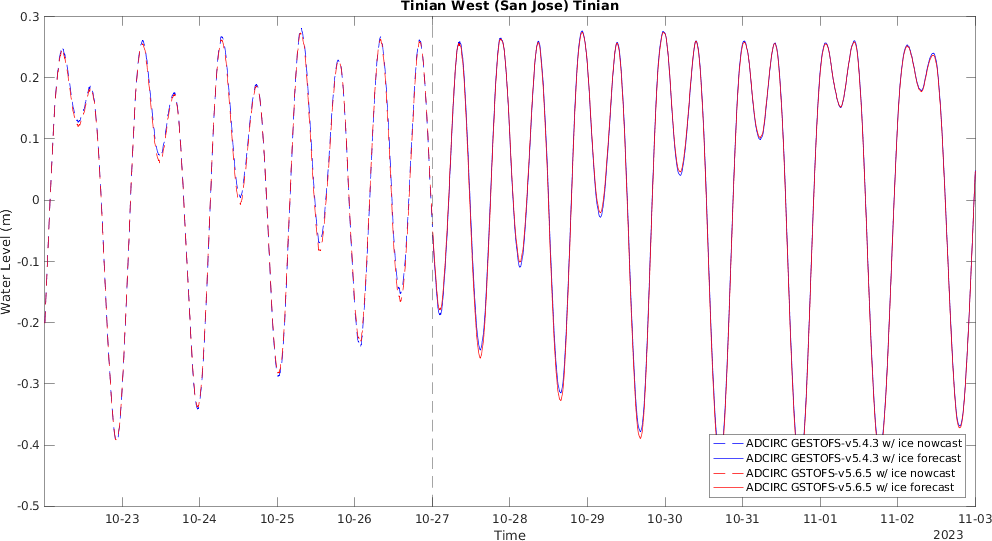 Tinian West (San Jose) Tinian
0.3
0.2
0.1
0
-0.1
-0.2
-0.3
-0.4
-0.5
Water Level (m)
ADCIRC GESTOFS-v5.4.3 w/ ice nowcast
ADCIRC GESTOFS-v5.4.3 w/ ice forecast
ADCIRC GSTOFS-v5.6.5 w/ ice nowcast
ADCIRC GSTOFS-v5.6.5 w/ ice forecast
10-23 10-24 10-25 10-26 10-27 10-28 10-29 10-30 10-31 11-01 11-02 11-03
Time
2023